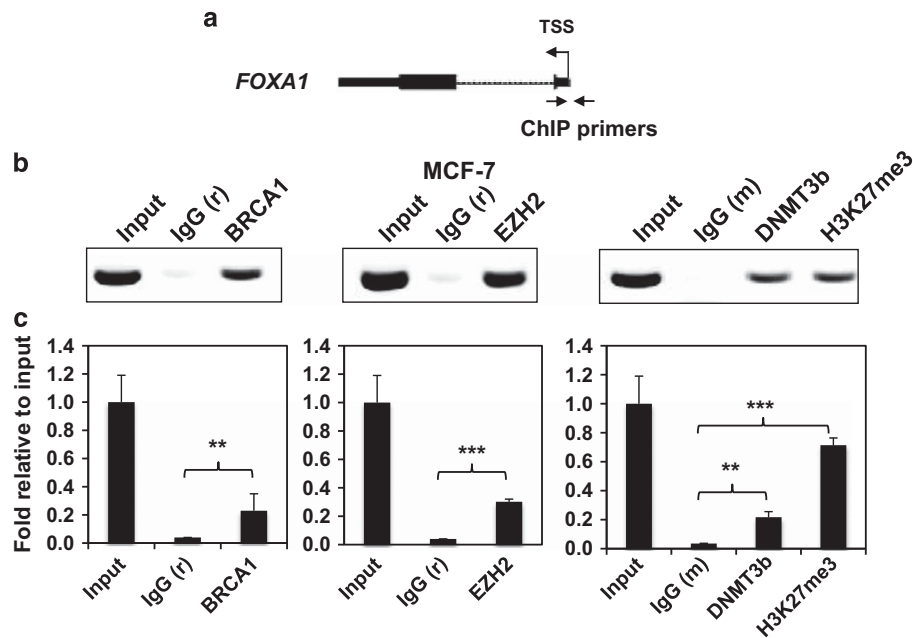 a
TSS
FOXA1
ChIP primers
b
MCF-7
Input IgG (r) BRCA1
Input IgG (r) EZH2
Input IgG (m) DNMT3b H3K27me3
c
Fold relative to input
1.4 1.2 1.0 0.8 0.6 0.4 0.2 0.0
**
Input IgG (r) BRCA1
1.4 1.2 1.0 0.8 0.6 0.4 0.2 0.0
***
Input IgG (r) EZH2
1.4 1.2 1.0 0.8 0.6 0.4 0.2 0.0
***
**
Input IgG (m) DNMT3b H3K27me3